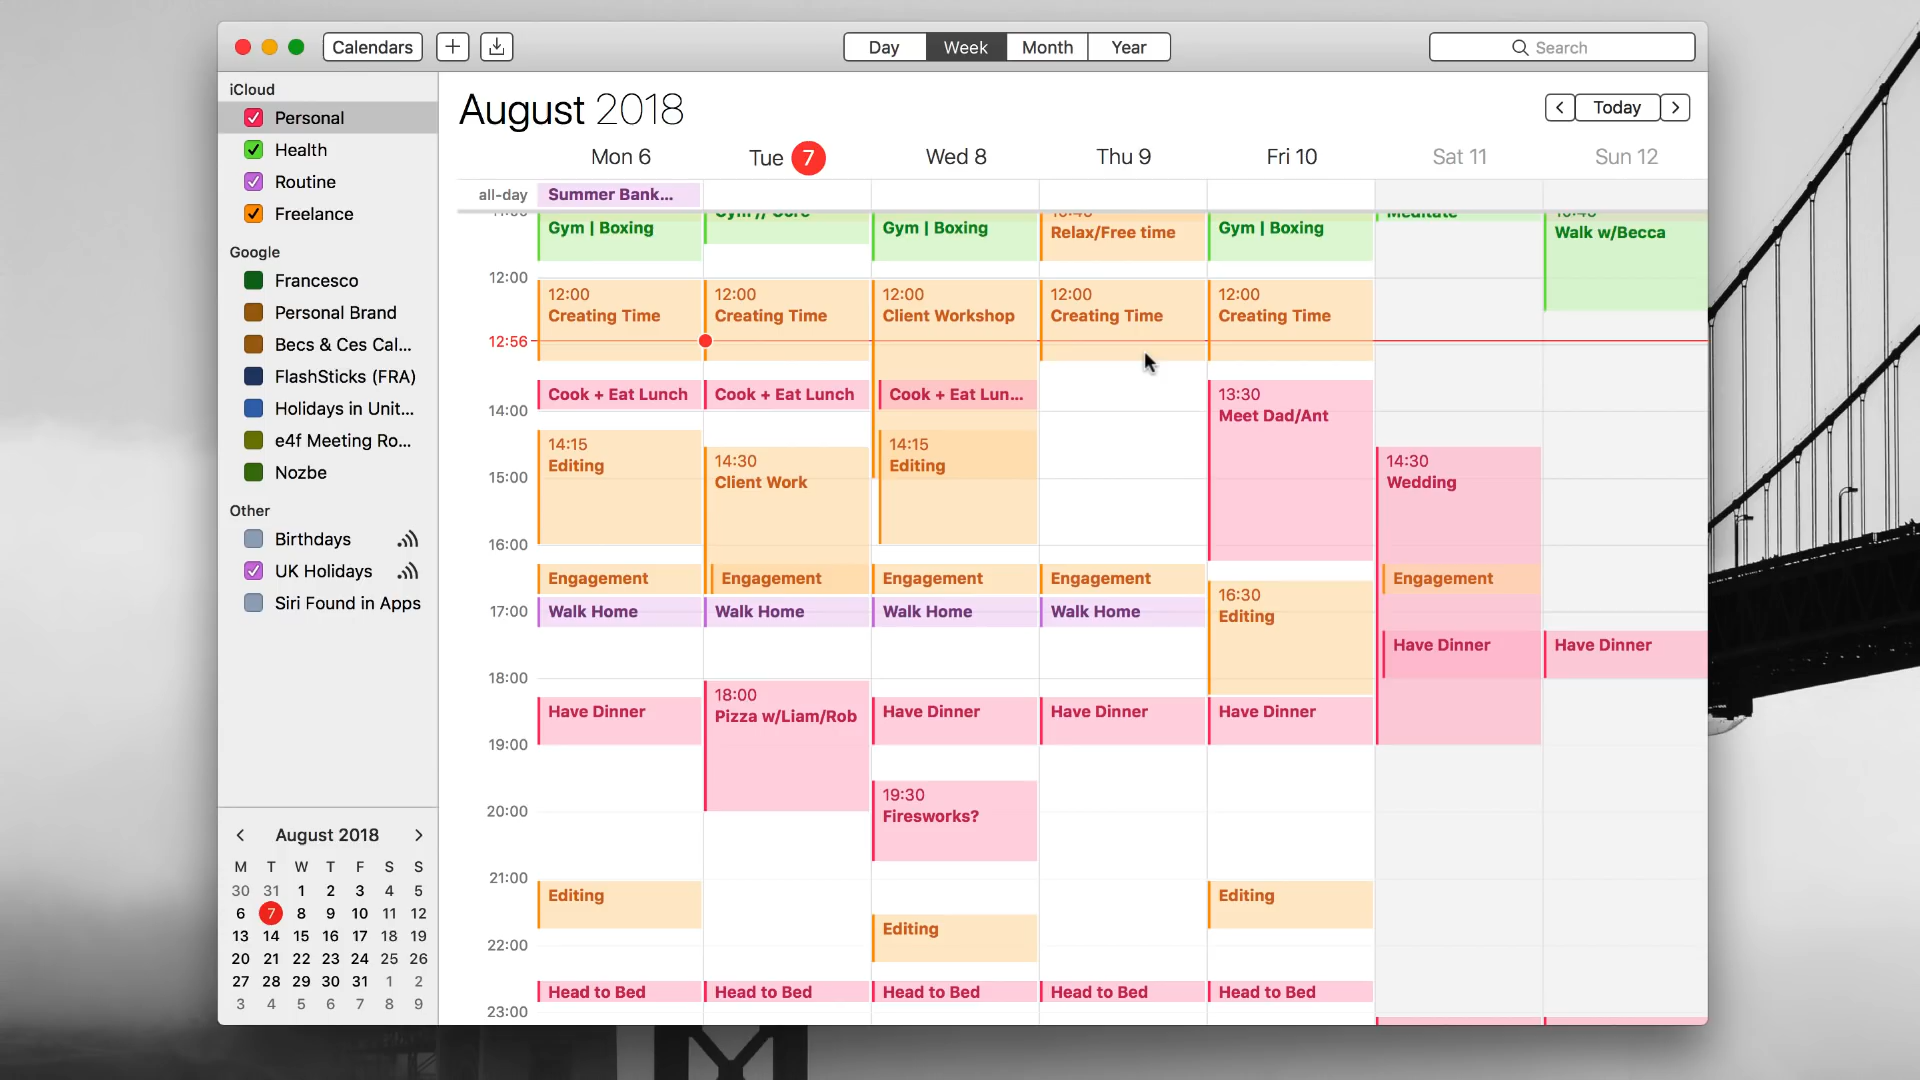 Calendars
Day
Week
Month
Year
Search
iCloud
Personal
Health
Routine
Freelance
Google
Francesco
Personal Brand
Becs & Ces Cal...
FlashSticks (FRA)
Holidays in Unit...
e4f Meeting Ro...
Nozbe
Other
Birthdays
UK Holidays
Siri Found in Apps
August 2018
M T W T F S S
30 31 1 2 3 4 5
6 7 8 9 10 11 12
13 14 15 16 17 18 19
20 21 22 23 24 25 26
27 28 29 30 31 1 2
3 4 5 6 7 8 9
August 2018
Today
Mon 6
Tue 7
Wed 8
Thu 9
Fri 10
Sat 11
Sun 12
all-day
12:00
12:56
14:00
15:00
16:00
17:00
18:00
19:00
20:00
21:00
22:00
23:00
Summer Bank...
Gym | Boxing
12:00
Creating Time
Cook + Eat Lunch
14:15
Editing
Engagement
Walk Home
Have Dinner
Editing
Head to Bed
Gym // Core
12:00
Creating Time
Cook + Eat Lunch
14:30
Client Work
Engagement
Walk Home
18:00
Pizza w/Liam/Rob
Head to Bed
Gym | Boxing
12:00
Client Workshop
Cook + Eat Lun...
14:15
Editing
Engagement
Walk Home
Have Dinner
19:30
Firesworks?
Editing
Head to Bed
Relax/Free time
12:00
Creating Time
Engagement
Walk Home
Have Dinner
Head to Bed
Gym | Boxing
12:00
Creating Time
13:30
Meet Dad/Ant
16:30
Editing
Have Dinner
Editing
Head to Bed
Meditate
14:30
Wedding
Engagement
Have Dinner
Walk w/Becca
Have Dinner